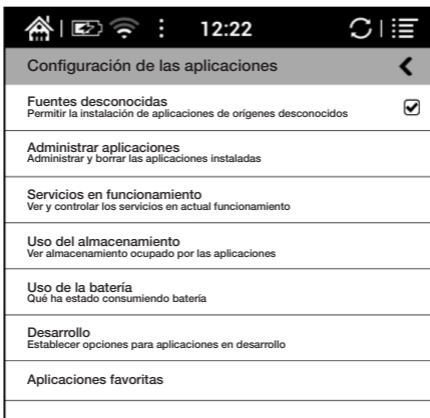 12:22
Configuración de las aplicaciones
Fuentes desconocidas
Permitir la instalación de aplicaciones de orígenes desconocidos
Administrar aplicaciones
Administrar y borrar las aplicaciones instaladas
Servicios en funcionamiento
Ver y controlar los servicios en actual funcionamiento
Uso del almacenamiento
Ver almacenamiento ocupado por las aplicaciones
Uso de la batería
Qué ha estado consumiendo batería
Desarrollo
Establecer opciones para aplicaciones en desarrollo
Aplicaciones favoritas